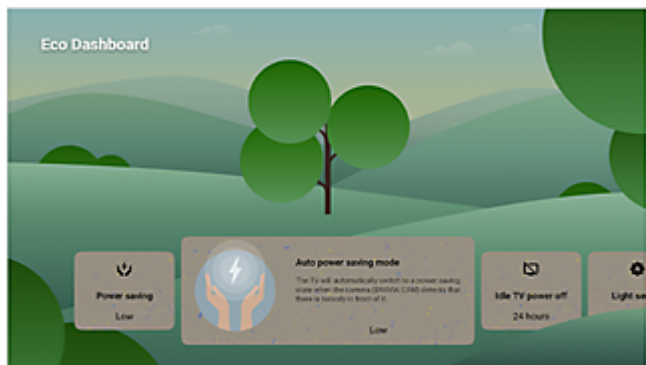 Eco Dashboard
Power saving
Low
Auto power saving mode
The TV will automatically switch to a power saving
state when the camera (BRAVIA CAM) detects that
there is nobody in front of it.
Low
Idle TV power off
24 hours
Light se